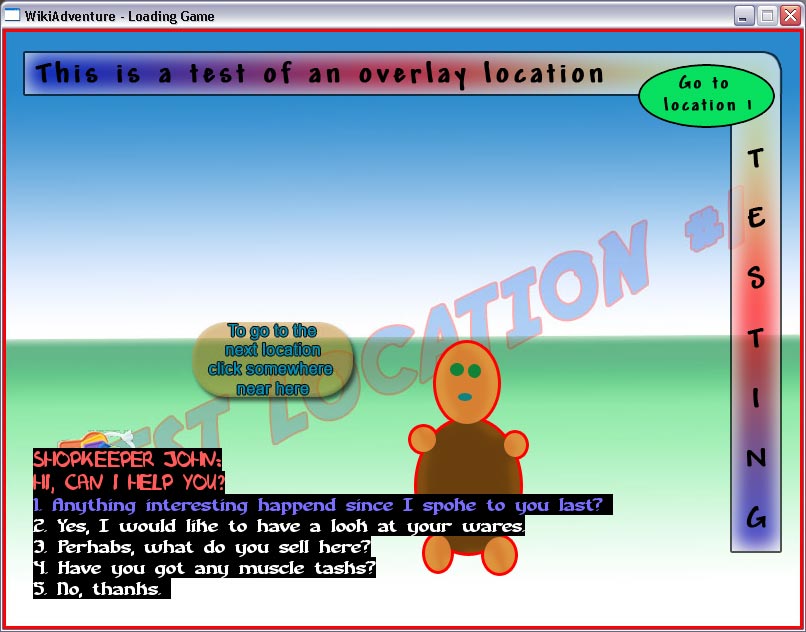 WikiAdventure - Loading Game
This is a test of an overlay location
Go to
location 1
T
E
S
T
I
N
G
TEST LOCATION #1
To go to the
next location
click somewhere
near here
SHOPKEEPER JOHN:
HI, CAN I HELP YOU?
1. Anything interesting happend since I spoke to you last?
2. Yes, I would like to have a look at your wares.
3. Perhabs, what do you sell here?
4. Have you got any muscle tasks?
5. No, thanks.